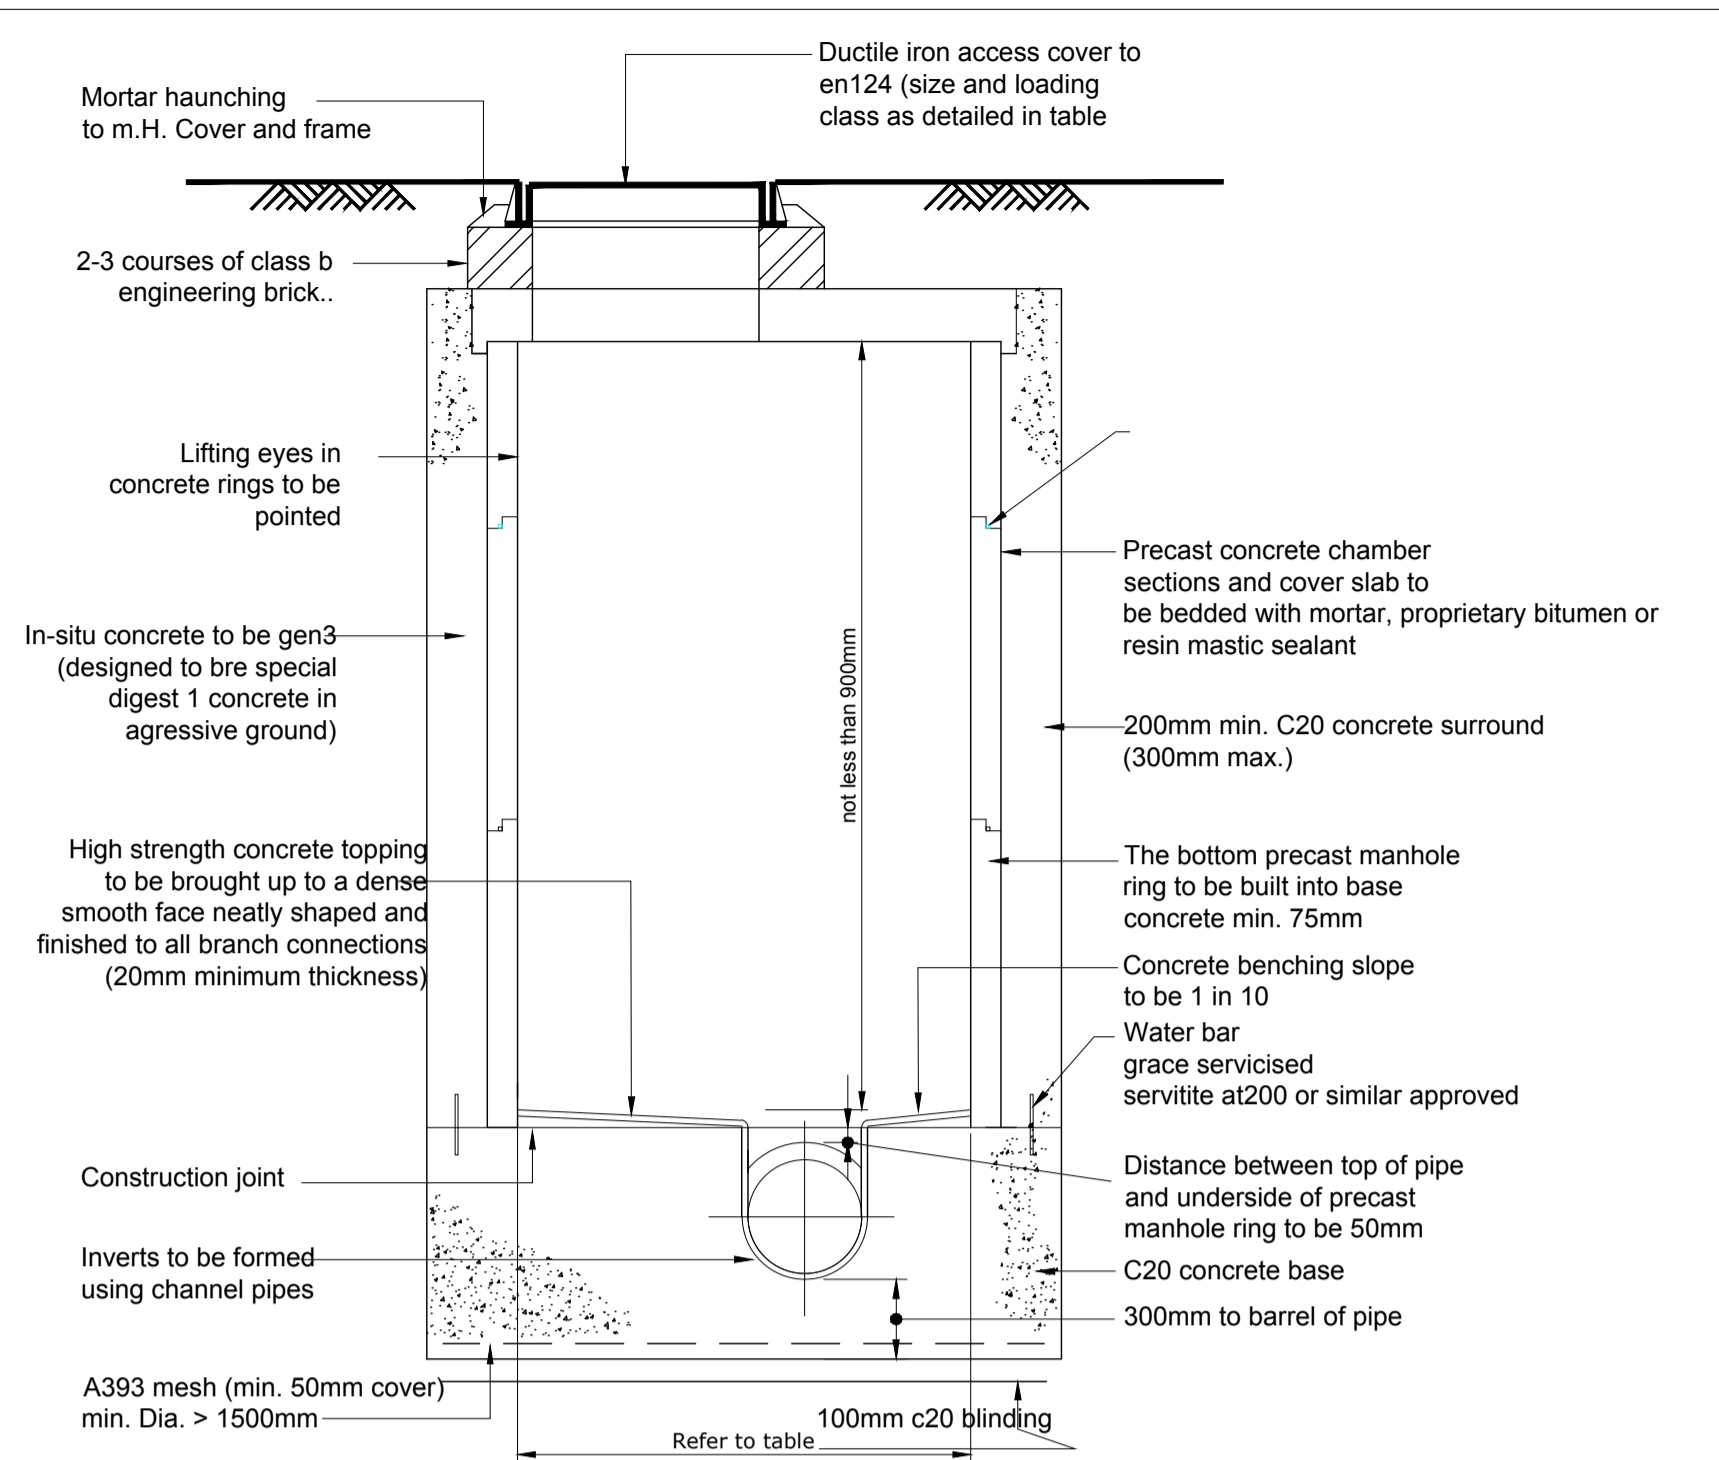 Ductile iron access cover to
en124 (size and loading
class as detailed in table
Mortar haunching
to m.H. Cover and frame
2-3 courses of class b
engineering brick..
Lifting eyes in
concrete rings to be
pointed
Precast concrete chamber
sections and cover slab to
be bedded with mortar, proprietary bitumen or
resin mastic sealant
In-situ concrete to be gen3
(designed to bre special
digest 1 concrete in
agressive ground)
not less than 900mm
200mm min. C20 concrete surround
(300mm max.)
High strength concrete topping
to be brought up to a dense
smooth face neatly shaped and
finished to all branch connections
(20mm minimum thickness)
The bottom precast manhole
ring to be built into base
concrete min. 75mm
Concrete benching slope
to be 1 in 10
Water bar
grace servicised
servitite at200 or similar approved
Construction joint
Distance between top of pipe
and underside of precast
manhole ring to be 50mm
Inverts to be formed
using channel pipes
C20 concrete base
300mm to barrel of pipe
A393 mesh (min. 50mm cover)
min. Dia. > 1500mm
100mm c20 blinding
Refer to table